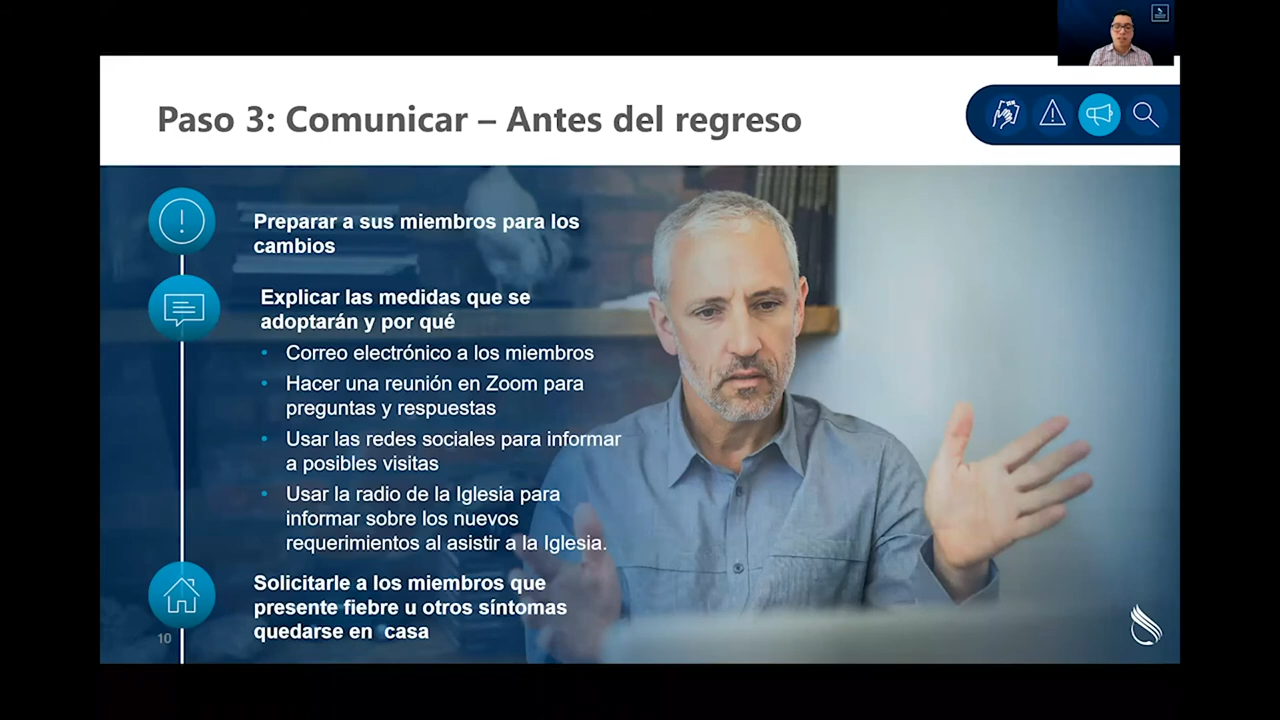 Paso 3: Comunicar – Antes del regreso
Preparar a sus miembros para los
cambios
Explicar las medidas que se
adoptarán y por qué
• Correo electrónico a los miembros
• Hacer una reunión en Zoom para
preguntas y respuestas
• Usar las redes sociales para informar
a posibles visitas
• Usar la radio de la Iglesia para
informar sobre los nuevos
requerimientos al asistir a la Iglesia.
Solicitarle a los miembros que
presente fiebre u otros síntomas
quedarse en  casa
10